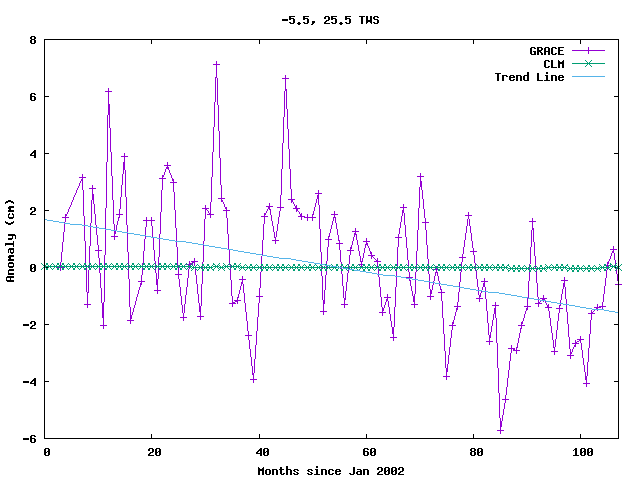 -5.5, 25.5 TWS
GRACE
CLM
Trend Line
Anomaly (cm)
8
6
4
2
0
-2
-4
-6
0 20 40 60 80 100
Months since Jan 2002